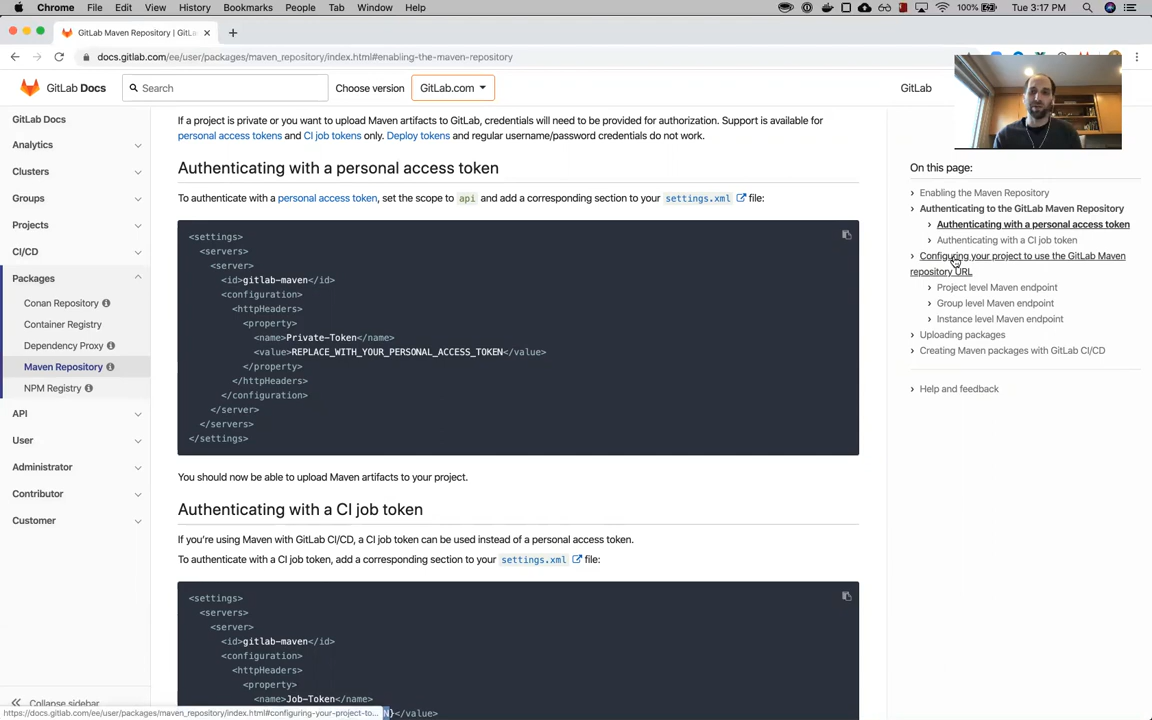 Chrome File Edit View History Bookmarks People Tab Window Help 100% Tue 3:17 PM
GitLab Maven Repository | GitLa
docs.gitlab.com/ee/user/packages/maven_repository/index.html#enabling-the-maven-repository
GitLab Docs Search Choose version GitLab.com GitLab
GitLab Docs
Analytics
Clusters
Groups
Projects
CI/CD
Packages
Conan Repository
Container Registry
Dependency Proxy
Maven Repository
NPM Registry
API
User
Administrator
Contributor
Customer
Collapse sidebar
If a project is private or you want to upload Maven artifacts to GitLab, credentials will need to be provided for authorization. Support is available for
personal access tokens and CI job tokens only. Deploy tokens and regular username/password credentials do not work.
Authenticating with a personal access token
To authenticate with a personal access token, set the scope to api and add a corresponding section to your settings.xml file:
<settings>
<servers>
<server>
<id>gitlab-maven</id>
<configuration>
<httpHeaders>
<property>
<name>Private-Token</name>
<value>REPLACE_WITH_YOUR_PERSONAL_ACCESS_TOKEN</value>
</property>
</httpHeaders>
</configuration>
</server>
</servers>
</settings>
You should now be able to upload Maven artifacts to your project.
Authenticating with a CI job token
If you're using Maven with GitLab CI/CD, a CI job token can be used instead of a personal access token.
To authenticate with a CI job token, add a corresponding section to your settings.xml file:
<settings>
<servers>
<server>
<id>gitlab-maven</id>
<configuration>
<httpHeaders>
<property>
<name>Job-Token</name>
N}</value>
https://docs.gitlab.com/ee/user/packages/maven_repository/index.html#configuring-your-project-to...
On this page:
Enabling the Maven Repository
Authenticating to the GitLab Maven Repository
Authenticating with a personal access token
Authenticating with a CI job token
Configuring your project to use the GitLab Maven
repository URL
Project level Maven endpoint
Group level Maven endpoint
Instance level Maven endpoint
Uploading packages
Creating Maven packages with GitLab CI/CD
Help and feedback